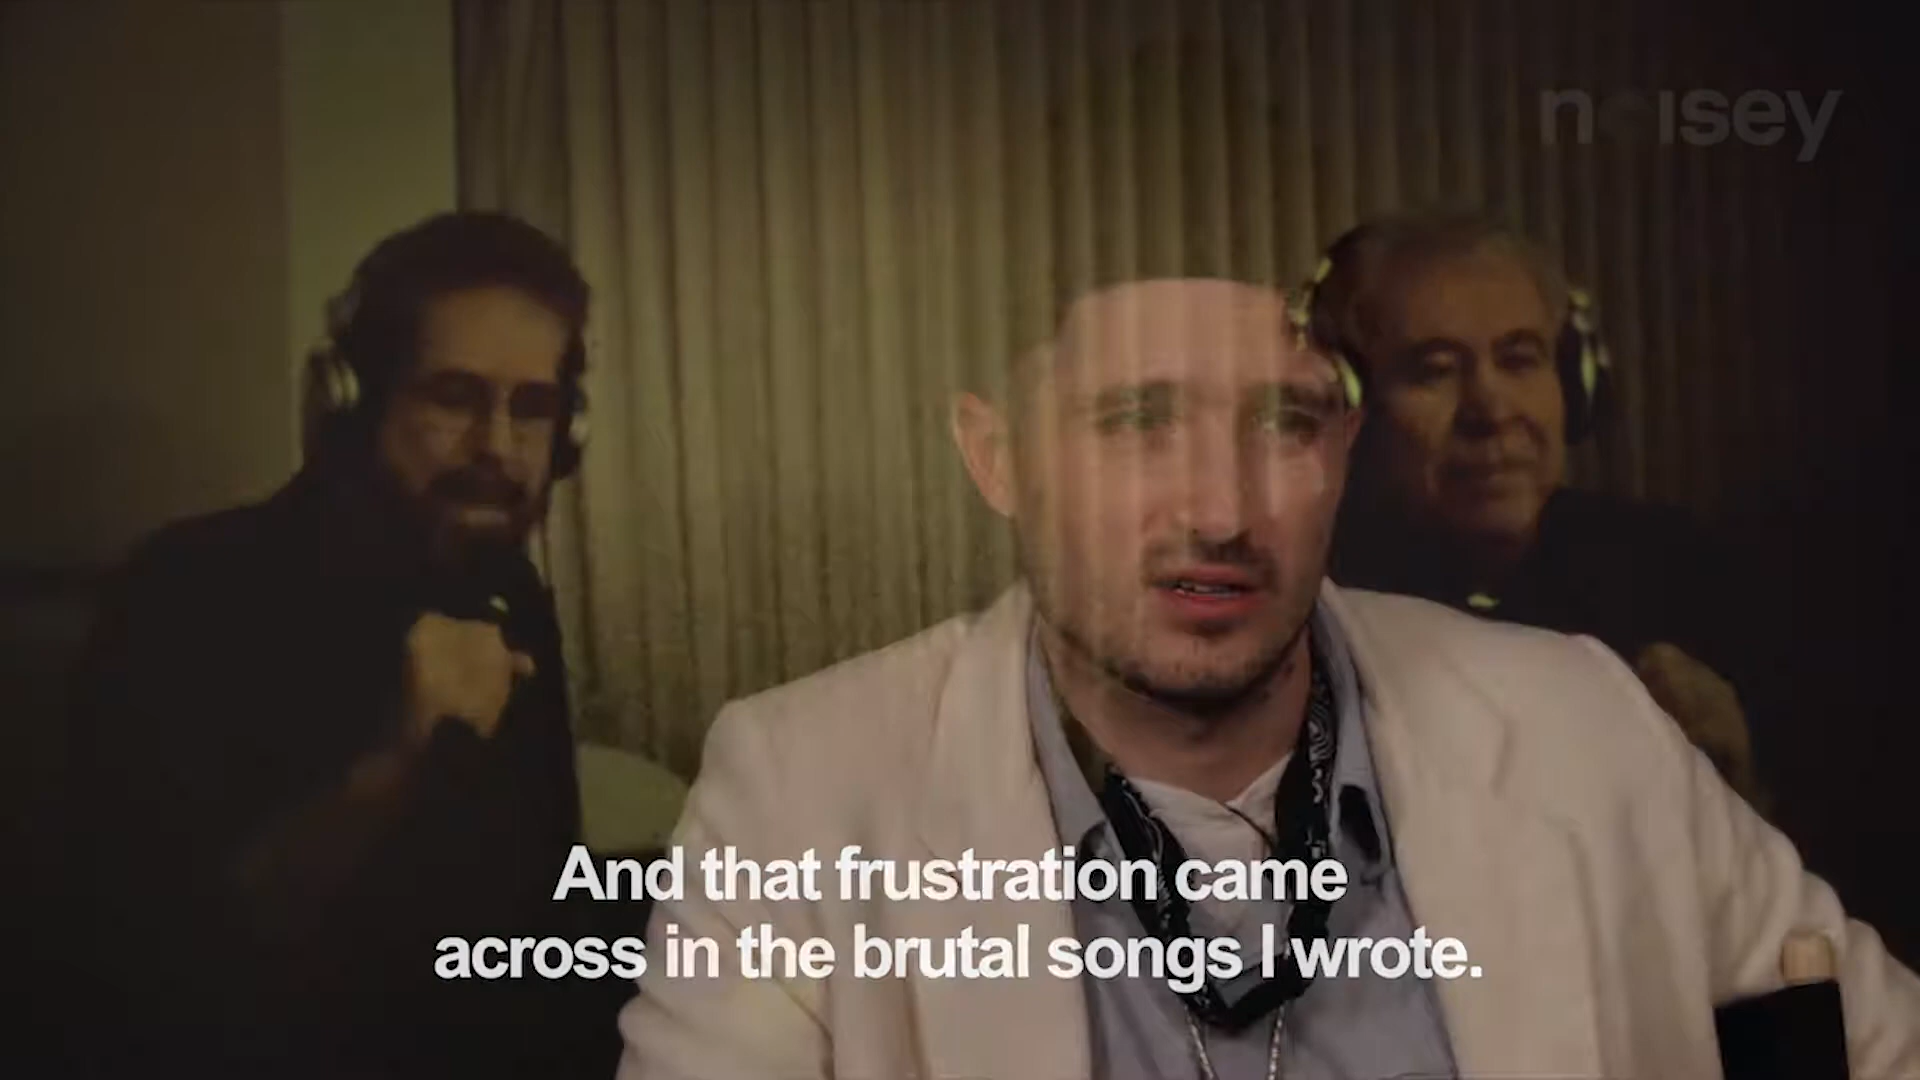 noisey
And that frustration came
across in the brutal songs I wrote.